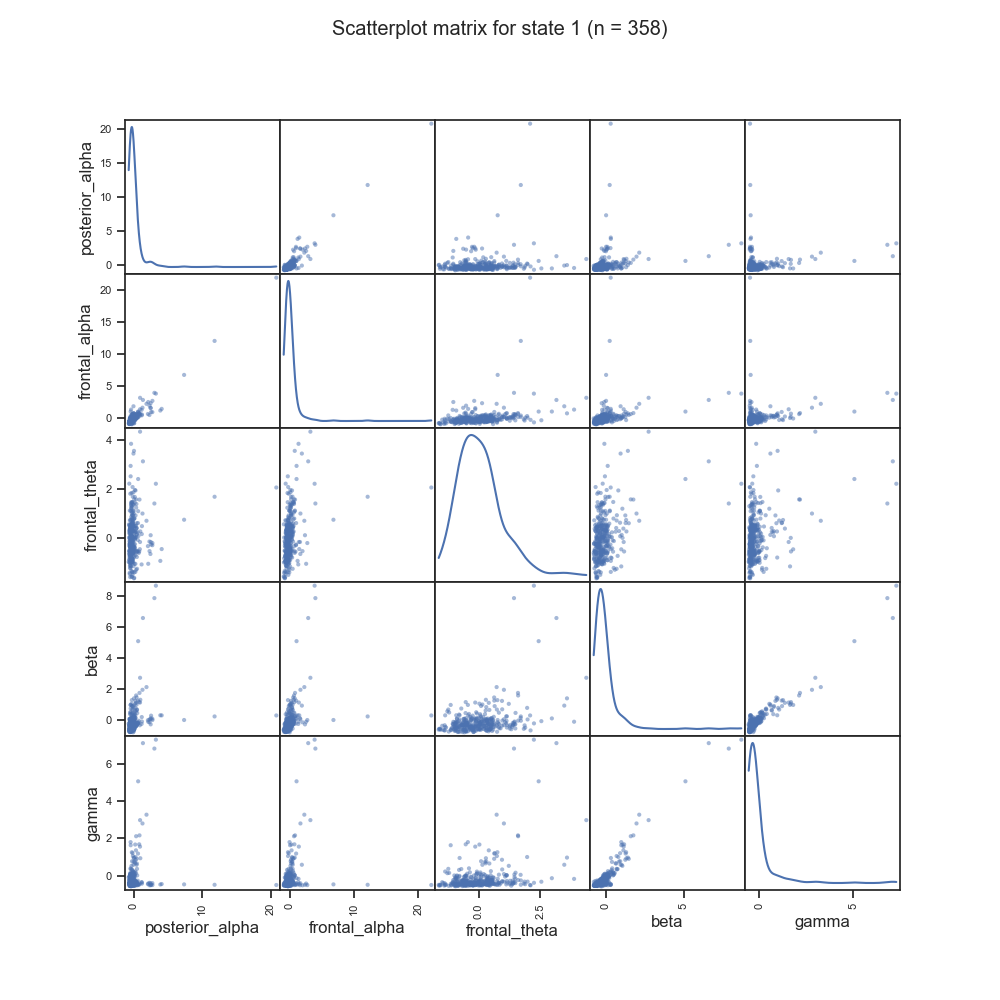 Scatterplot matrix for state 1 (n = 358)
posterior_alpha
20
15
10
5
0
frontal_alpha
20
15
10
5
0
frontal_theta
4
2
0
beta
8
6
4
2
0
gamma
6
4
2
0
0 10 20
0 10 20
0.0 2.5
0 5
0 5
posterior_alpha frontal_alpha frontal_theta beta gamma